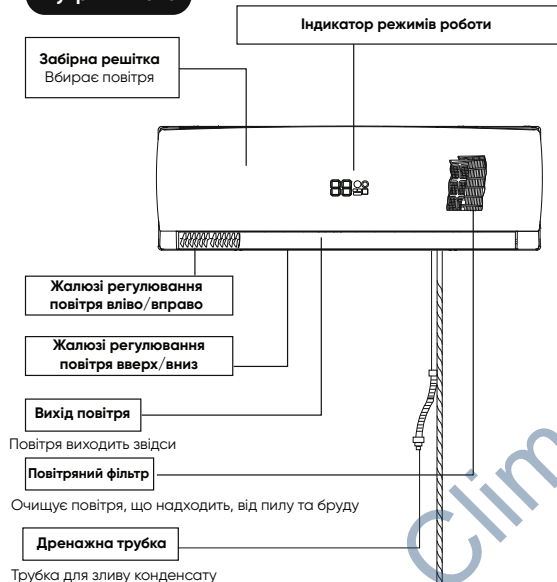 Індикатор режимів роботи
Забірна решітка
Вбирає повітря
Жалюзі регулювання
повітря вліво/вправо
Жалюзі регулювання
повітря вверх/вниз
Вихід повітря
Повітря виходить звідси
Повітряний фільтр
Очищує повітря, що надходить, від пилу та бруду
Дренажна трубка
Трубка для зливу конденсату
Clim